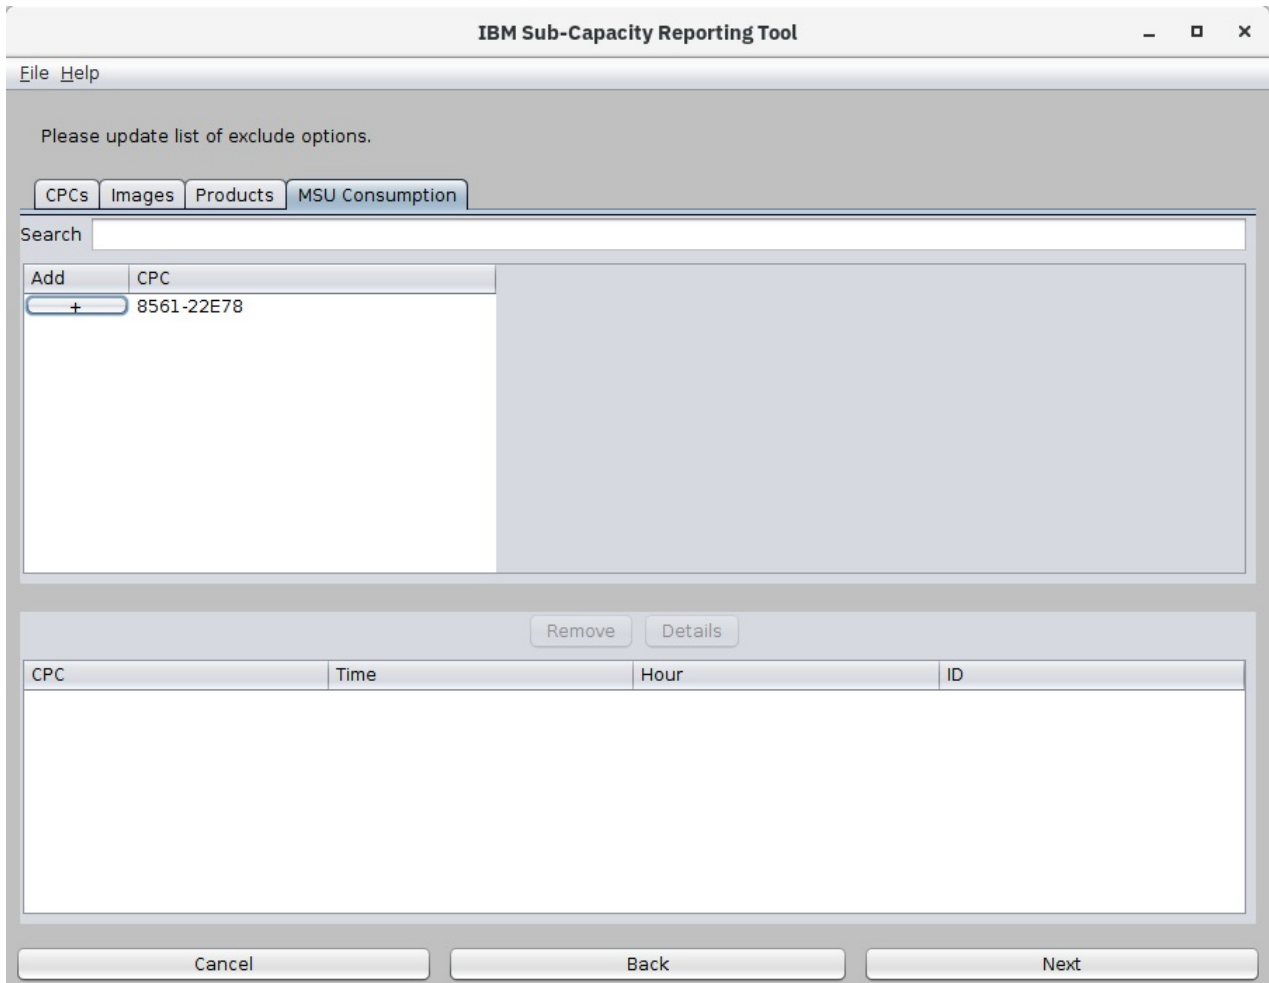 IBM Sub-Capacity Reporting Tool
File Help
Please update list of exclude options.
CPCs Images Products MSU Consumption
Search
Add CPC
+ 8561-22E78
Remove Details
CPC Time Hour ID
Cancel Back Next